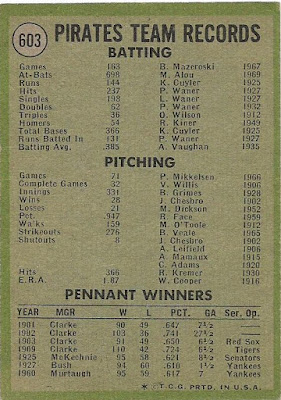 603
PIRATES TEAM RECORDS
BATTING
Games 163 B. Mazeroski 1967
At-Bats 698 M. Alou 1969
Runs 144 K. Cuyler 1925
Hits 237 P. Waner 1927
Singles 198 L. Waner 1927
Doubles 62 P. Waner 1932
Triples 36 O. Wilson 1912
Homers 54 R. Kiner 1949
Total Bases 366 K. Cuyler 1925
Runs Batted In 131 P. Waner 1927
Batting Avg. .385 A. Vaughan 1935
PITCHING
Games 71 P. Mikkelsen 1966
Complete Games 32 V. Willis 1906
Innings 331 B. Grimes 1928
Wins 28 J. Chesbro 1902
Losses 21 M. Dickson 1952
Pct. .947 R. Face 1959
Walks 159 M. O'Toole 1912
Strikeouts 276 B. Veale 1965
Shutouts 8 J. Chesbro 1902
A. Leifield 1906
A. Mamaux 1915
C. Adams 1920
Hits 366 R. Kremer 1930
E.R.A. 1.87 W. Cooper 1916
PENNANT WINNERS
YEAR MGR W L PCT. GA Ser. Op.
1901 Clarke 90 49 .647 7½
1902 Clarke 103 36 .741 27½
1903 Clarke 91 49 .650 6½ Red Sox
1909 Clarke 110 42 .724 6½ Tigers
1925 McKechnie 95 58 .621 8½ Senators
1927 Bush 94 60 .610 1½ Yankees
1960 Murtaugh 95 59 .617 7 Yankees
* © T.C.G. PRTD. IN U.S.A.